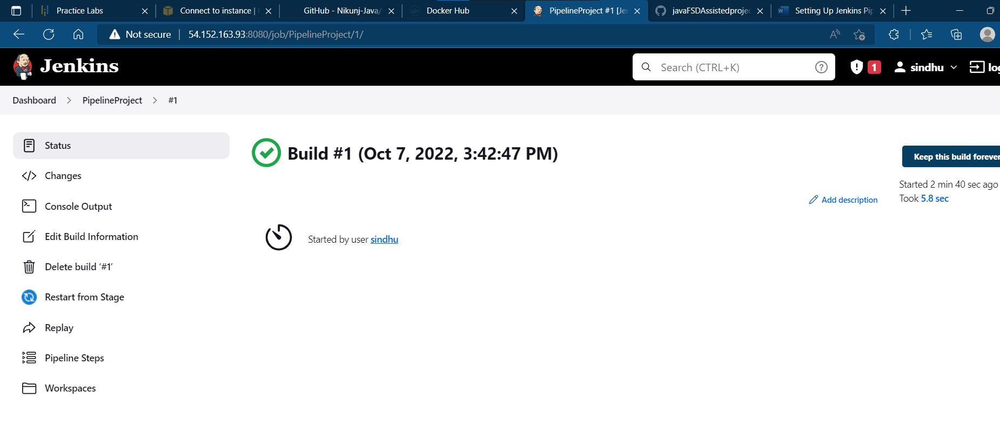 Practice Labs
Connect to instance |
GitHub - Nikunj-Java/
Docker Hub
PipelineProject #1 [Je
javaFSDAssistedproje
Setting Up Jenkins Pip
Not secure
54.152.163.93:8080/job/PipelineProject/1/
Jenkins
Search (CTRL+K)
1
sindhu
log
Dashboard
PipelineProject
#1
Status
Changes
Console Output
Edit Build Information
Delete build ‘#1’
Restart from Stage
Replay
Pipeline Steps
Workspaces
Build #1 (Oct 7, 2022, 3:42:47 PM)
Keep this build forever
Started 2 min 40 sec ago
Took 5.8 sec
Add description
Started by user sindhu